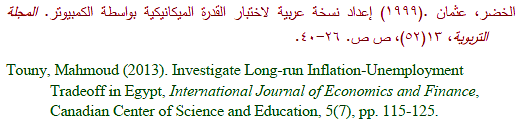 الخضر، عثمان .(١٩٩٩) إعداد نسخة عربية لاختبار القدرة الميكانيكية بواسطة الكمبيوتر. المجلة
التربوية، ١٣(٥٢)، ص ص. ٢٦-٤٠.
Touny, Mahmoud (2013). Investigate Long-run Inflation-Unemployment
Tradeoff in Egypt, International Journal of Economics and Finance,
Canadian Center of Science and Education, 5(7), pp. 115-125.